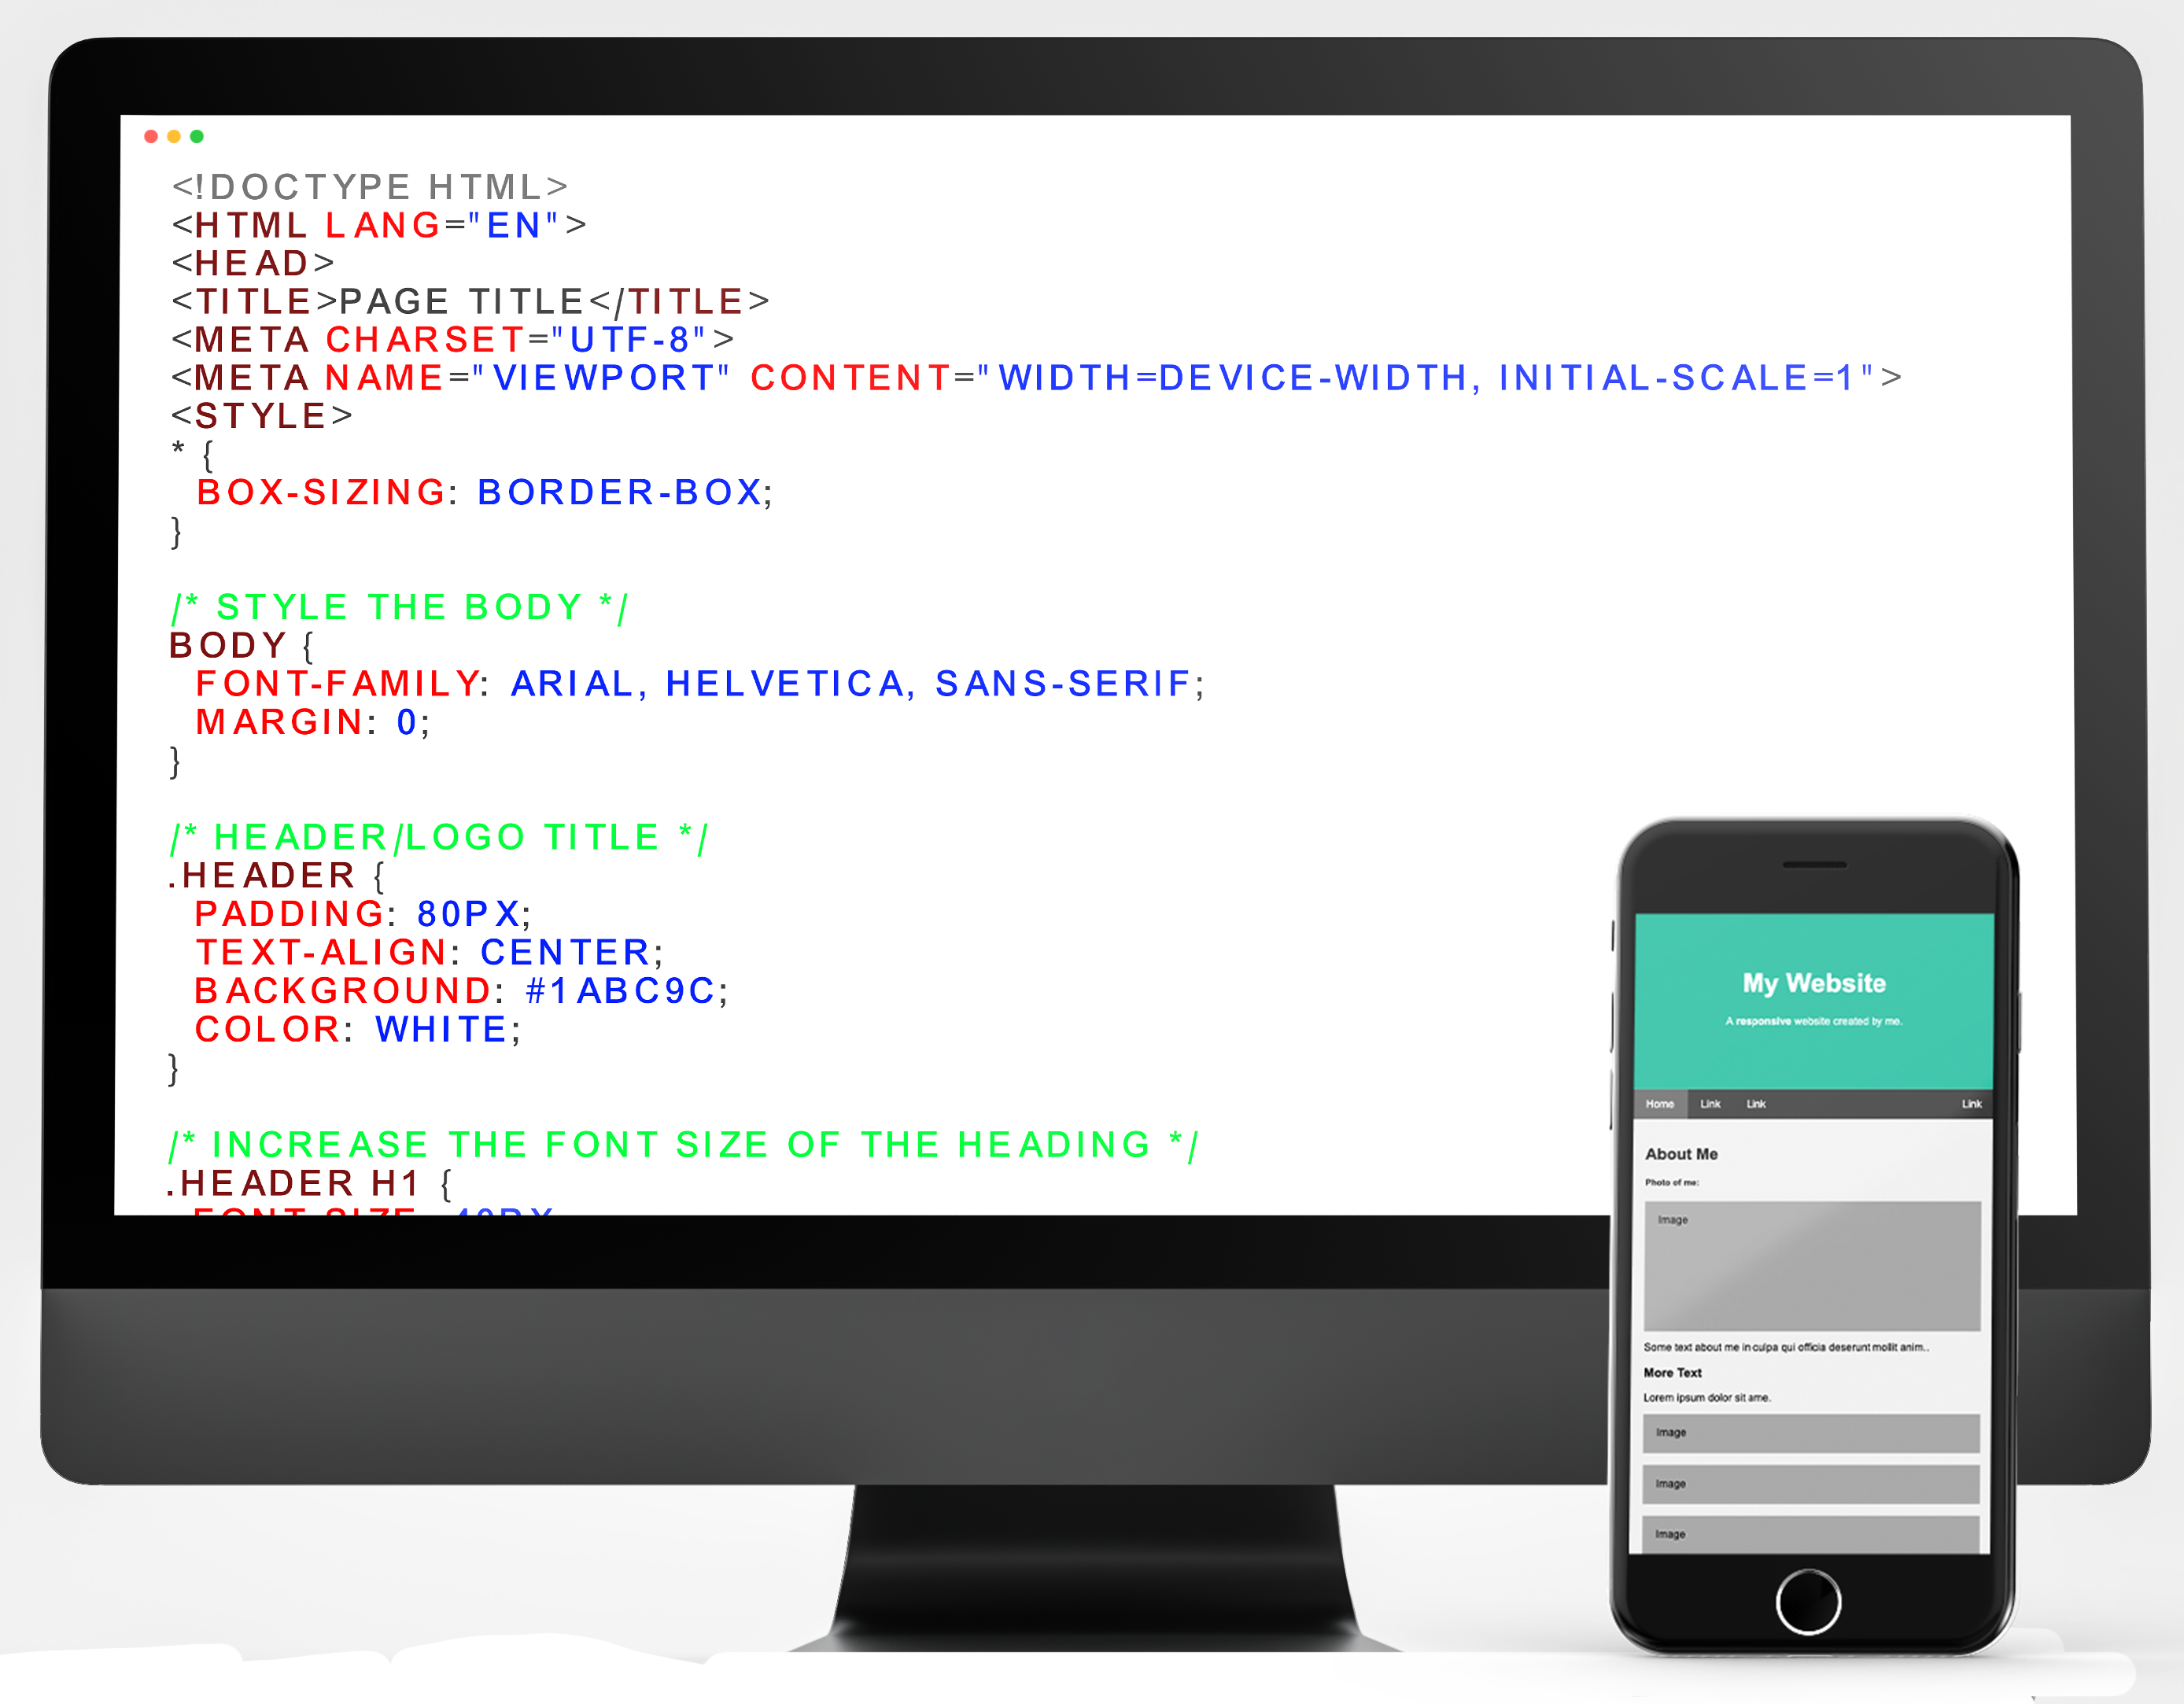 <!DOCTYPE HTML>
<HTML LANG="EN">
<HEAD>
<TITLE>PAGE TITLE</TITLE>
<META CHARSET="UTF-8">
<META NAME="VIEWPORT" CONTENT="WIDTH=DEVICE-WIDTH, INITIAL-SCALE=1">
<STYLE>
* {
BOX-SIZING: BORDER-BOX;
}
/* STYLE THE BODY */
BODY {
FONT-FAMILY: ARIAL, HELVETICA, SANS-SERIF;
MARGIN: 0;
}
/* HEADER/LOGO TITLE */
.HEADER {
PADDING: 80PX;
TEXT-ALIGN: CENTER;
BACKGROUND: #1ABC9C;
COLOR: WHITE;
}
/* INCREASE THE FONT SIZE OF THE HEADING */
.HEADER H1 {
FONT-SIZE: 40PX
My Website
A responsive website created by me.
Home Link Link Link
About Me
Photo of me:
Image
Some text about me in culpa qui officia deserunt mollit anim..
More Text
Lorem ipsum dolor sit ame.
Image
Image
Image